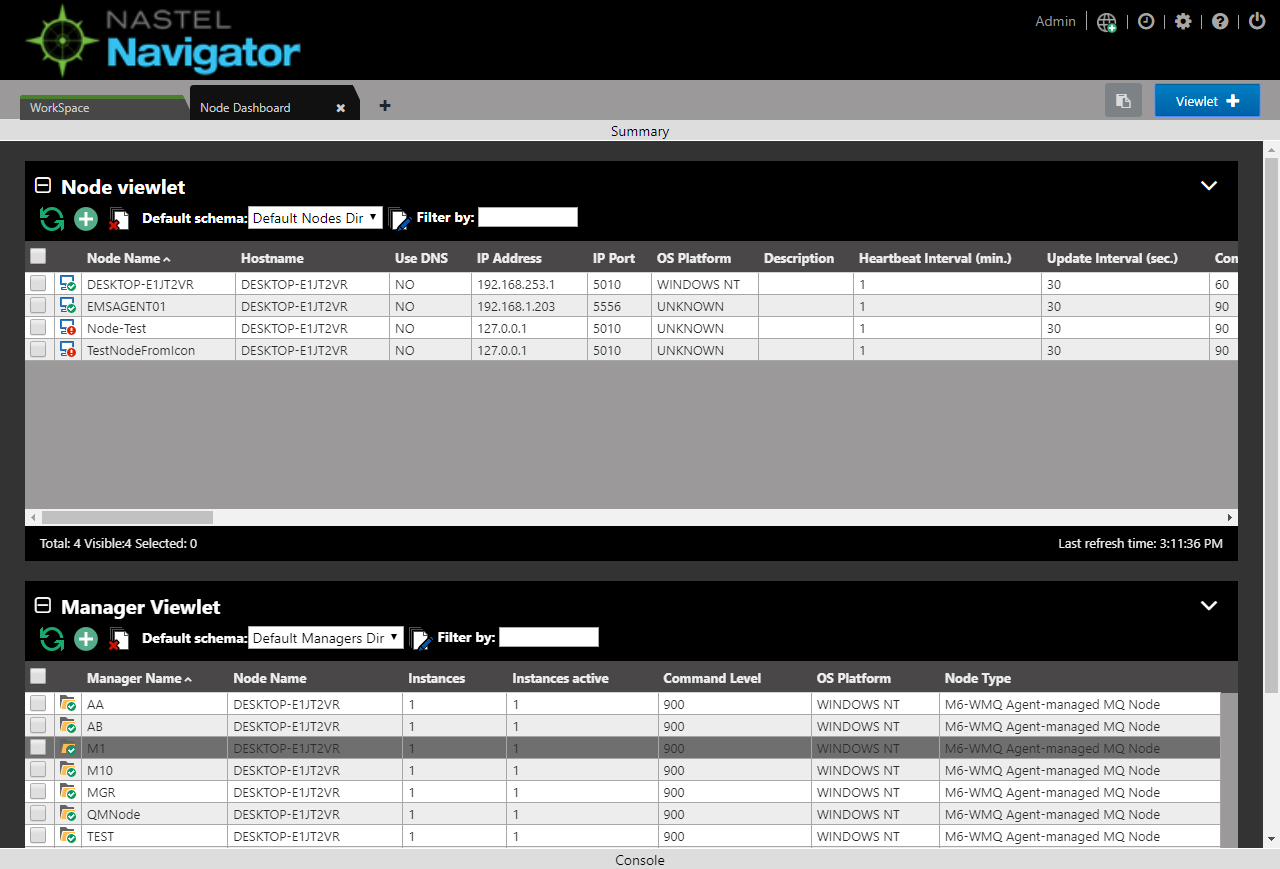 NASTEL
Navigator
Admin
WorkSpace
Node Dashboard
Viewlet
Summary
Node viewlet
Default schema: Default Nodes Dir Filter by:
Node Name Hostname Use DNS IP Address IP Port OS Platform Description Heartbeat Interval (min.) Update Interval (sec.) Con
DESKTOP-E1JT2VR DESKTOP-E1JT2VR NO 192.168.253.1 5010 WINDOWS NT 1 30 60
EMSAGENT01 DESKTOP-E1JT2VR NO 192.168.1.203 5556 UNKNOWN 1 30 90
Node-Test DESKTOP-E1JT2VR NO 127.0.0.1 5010 UNKNOWN 1 30 90
TestNodeFromIcon DESKTOP-E1JT2VR NO 127.0.0.1 5010 UNKNOWN 1 30 90
Total: 4 Visible:4 Selected: 0
Last refresh time: 3:11:36 PM
Manager Viewlet
Default schema: Default Managers Dir Filter by:
Manager Name Node Name Instances Instances active Command Level OS Platform Node Type
AA DESKTOP-E1JT2VR 1 1 900 WINDOWS NT M6-WMQ Agent-managed MQ Node
AB DESKTOP-E1JT2VR 1 1 900 WINDOWS NT M6-WMQ Agent-managed MQ Node
M1 DESKTOP-E1JT2VR 1 1 900 WINDOWS NT M6-WMQ Agent-managed MQ Node
M10 DESKTOP-E1JT2VR 1 1 900 WINDOWS NT M6-WMQ Agent-managed MQ Node
MGR DESKTOP-E1JT2VR 1 1 900 WINDOWS NT M6-WMQ Agent-managed MQ Node
QMNode DESKTOP-E1JT2VR 1 1 900 WINDOWS NT M6-WMQ Agent-managed MQ Node
TEST DESKTOP-E1JT2VR 1 1 900 WINDOWS NT M6-WMQ Agent-managed MQ Node
Console